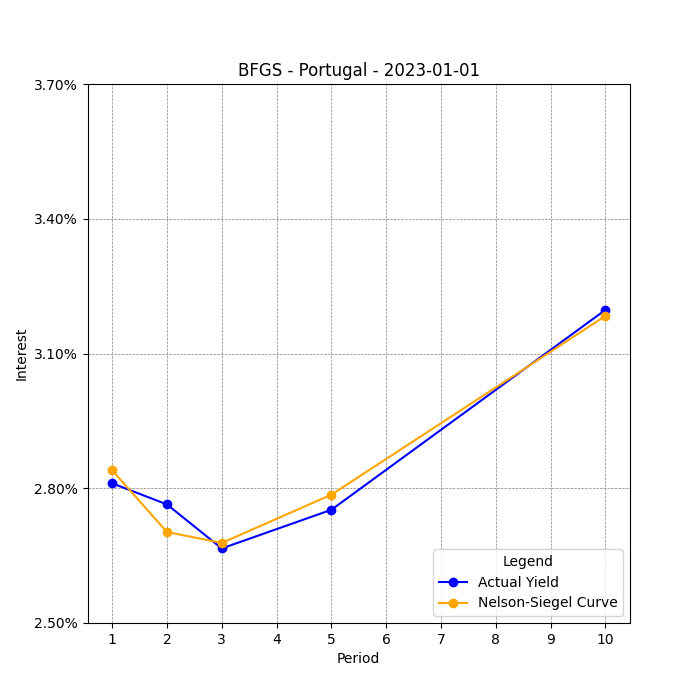 BFGS - Portugal - 2023-01-01
3.70%
3.40%
3.10%
2.80%
2.50%
Interest
1 2 3 4 5 6 7 8 9 10
Period
Legend
Actual Yield
Nelson-Siegel Curve